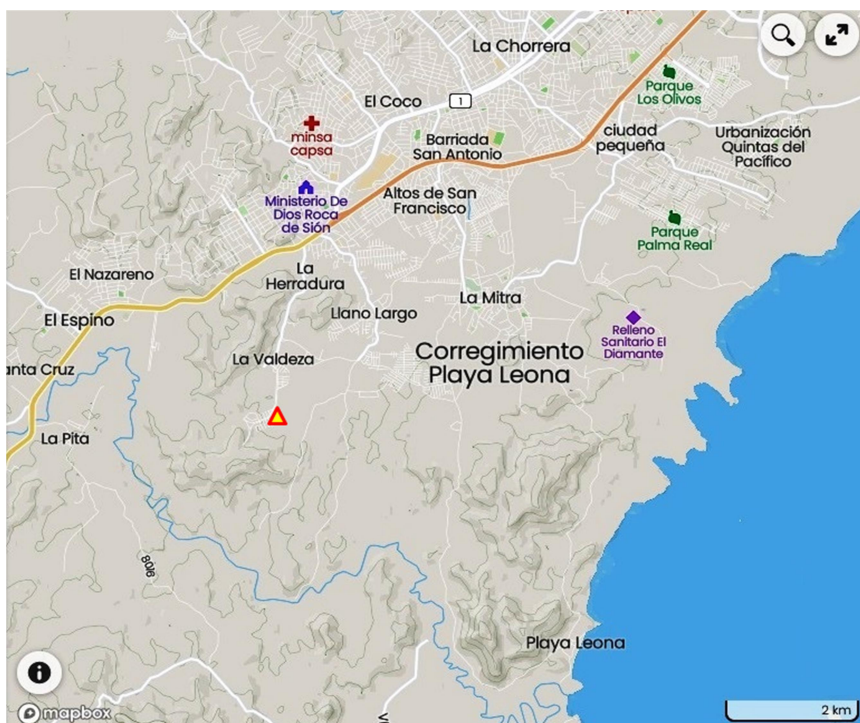 La Chorrera
El Coco
1
Parque
Los Olivos
minsa
capsa
Barriada
San Antonio
ciudad
pequeña
Urbanización
Quintas del
Pacífico
Ministerio De
Dios Roca
de Sión
Altos de San
Francisco
Parque
Palma Real
El Nazareno
La
Herradura
La Mitra
Llano Largo
El Espino
Relleno
Sanitario El
Diamante
La Valdeza
Corregimiento
Playa Leona
anta Cruz
La Pita
Playa Leona
i
mapbox
2 km